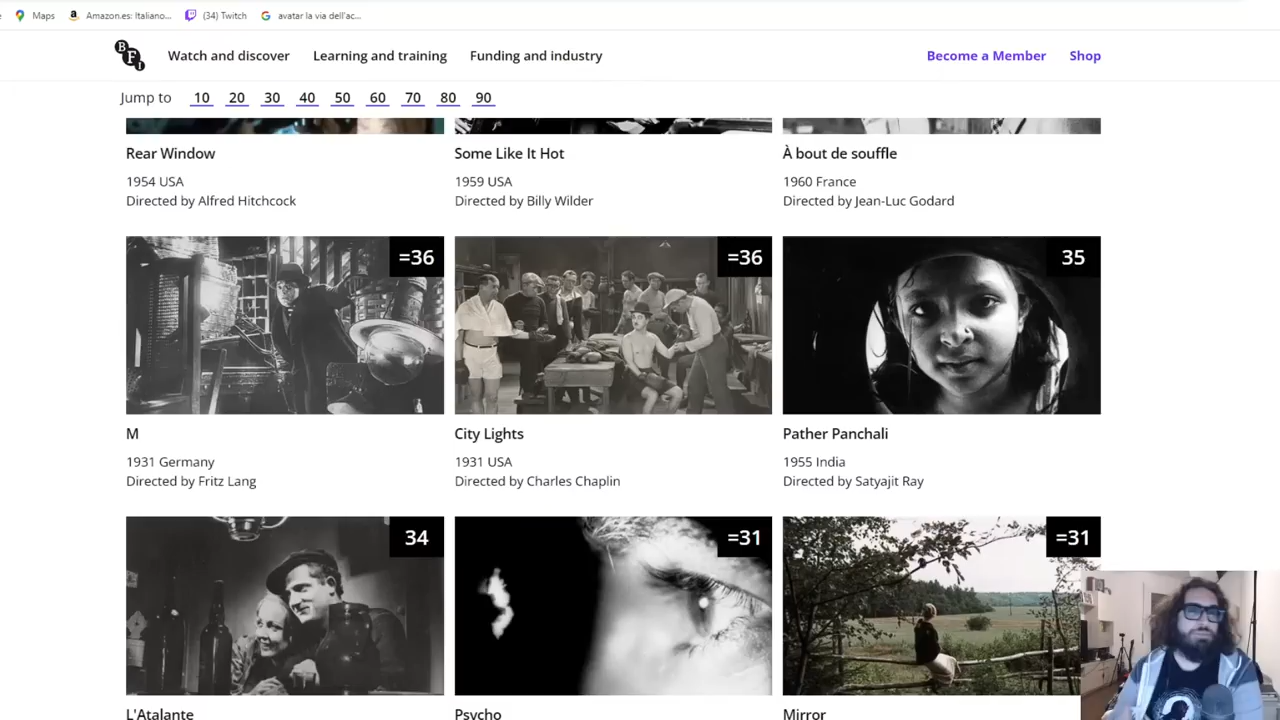 Maps
Amazon.es: Italiano...
(34) Twitch
avatar la via dell'ac...
BFI
Watch and discover
Learning and training
Funding and industry
Become a Member
Shop
Jump to 10 20 30 40 50 60 70 80 90
Rear Window
1954 USA
Directed by Alfred Hitchcock
Some Like It Hot
1959 USA
Directed by Billy Wilder
À bout de souffle
1960 France
Directed by Jean-Luc Godard
=36
M
1931 Germany
Directed by Fritz Lang
=36
City Lights
1931 USA
Directed by Charles Chaplin
35
Pather Panchali
1955 India
Directed by Satyajit Ray
34
L'Atalante
=31
Psycho
=31
Mirror